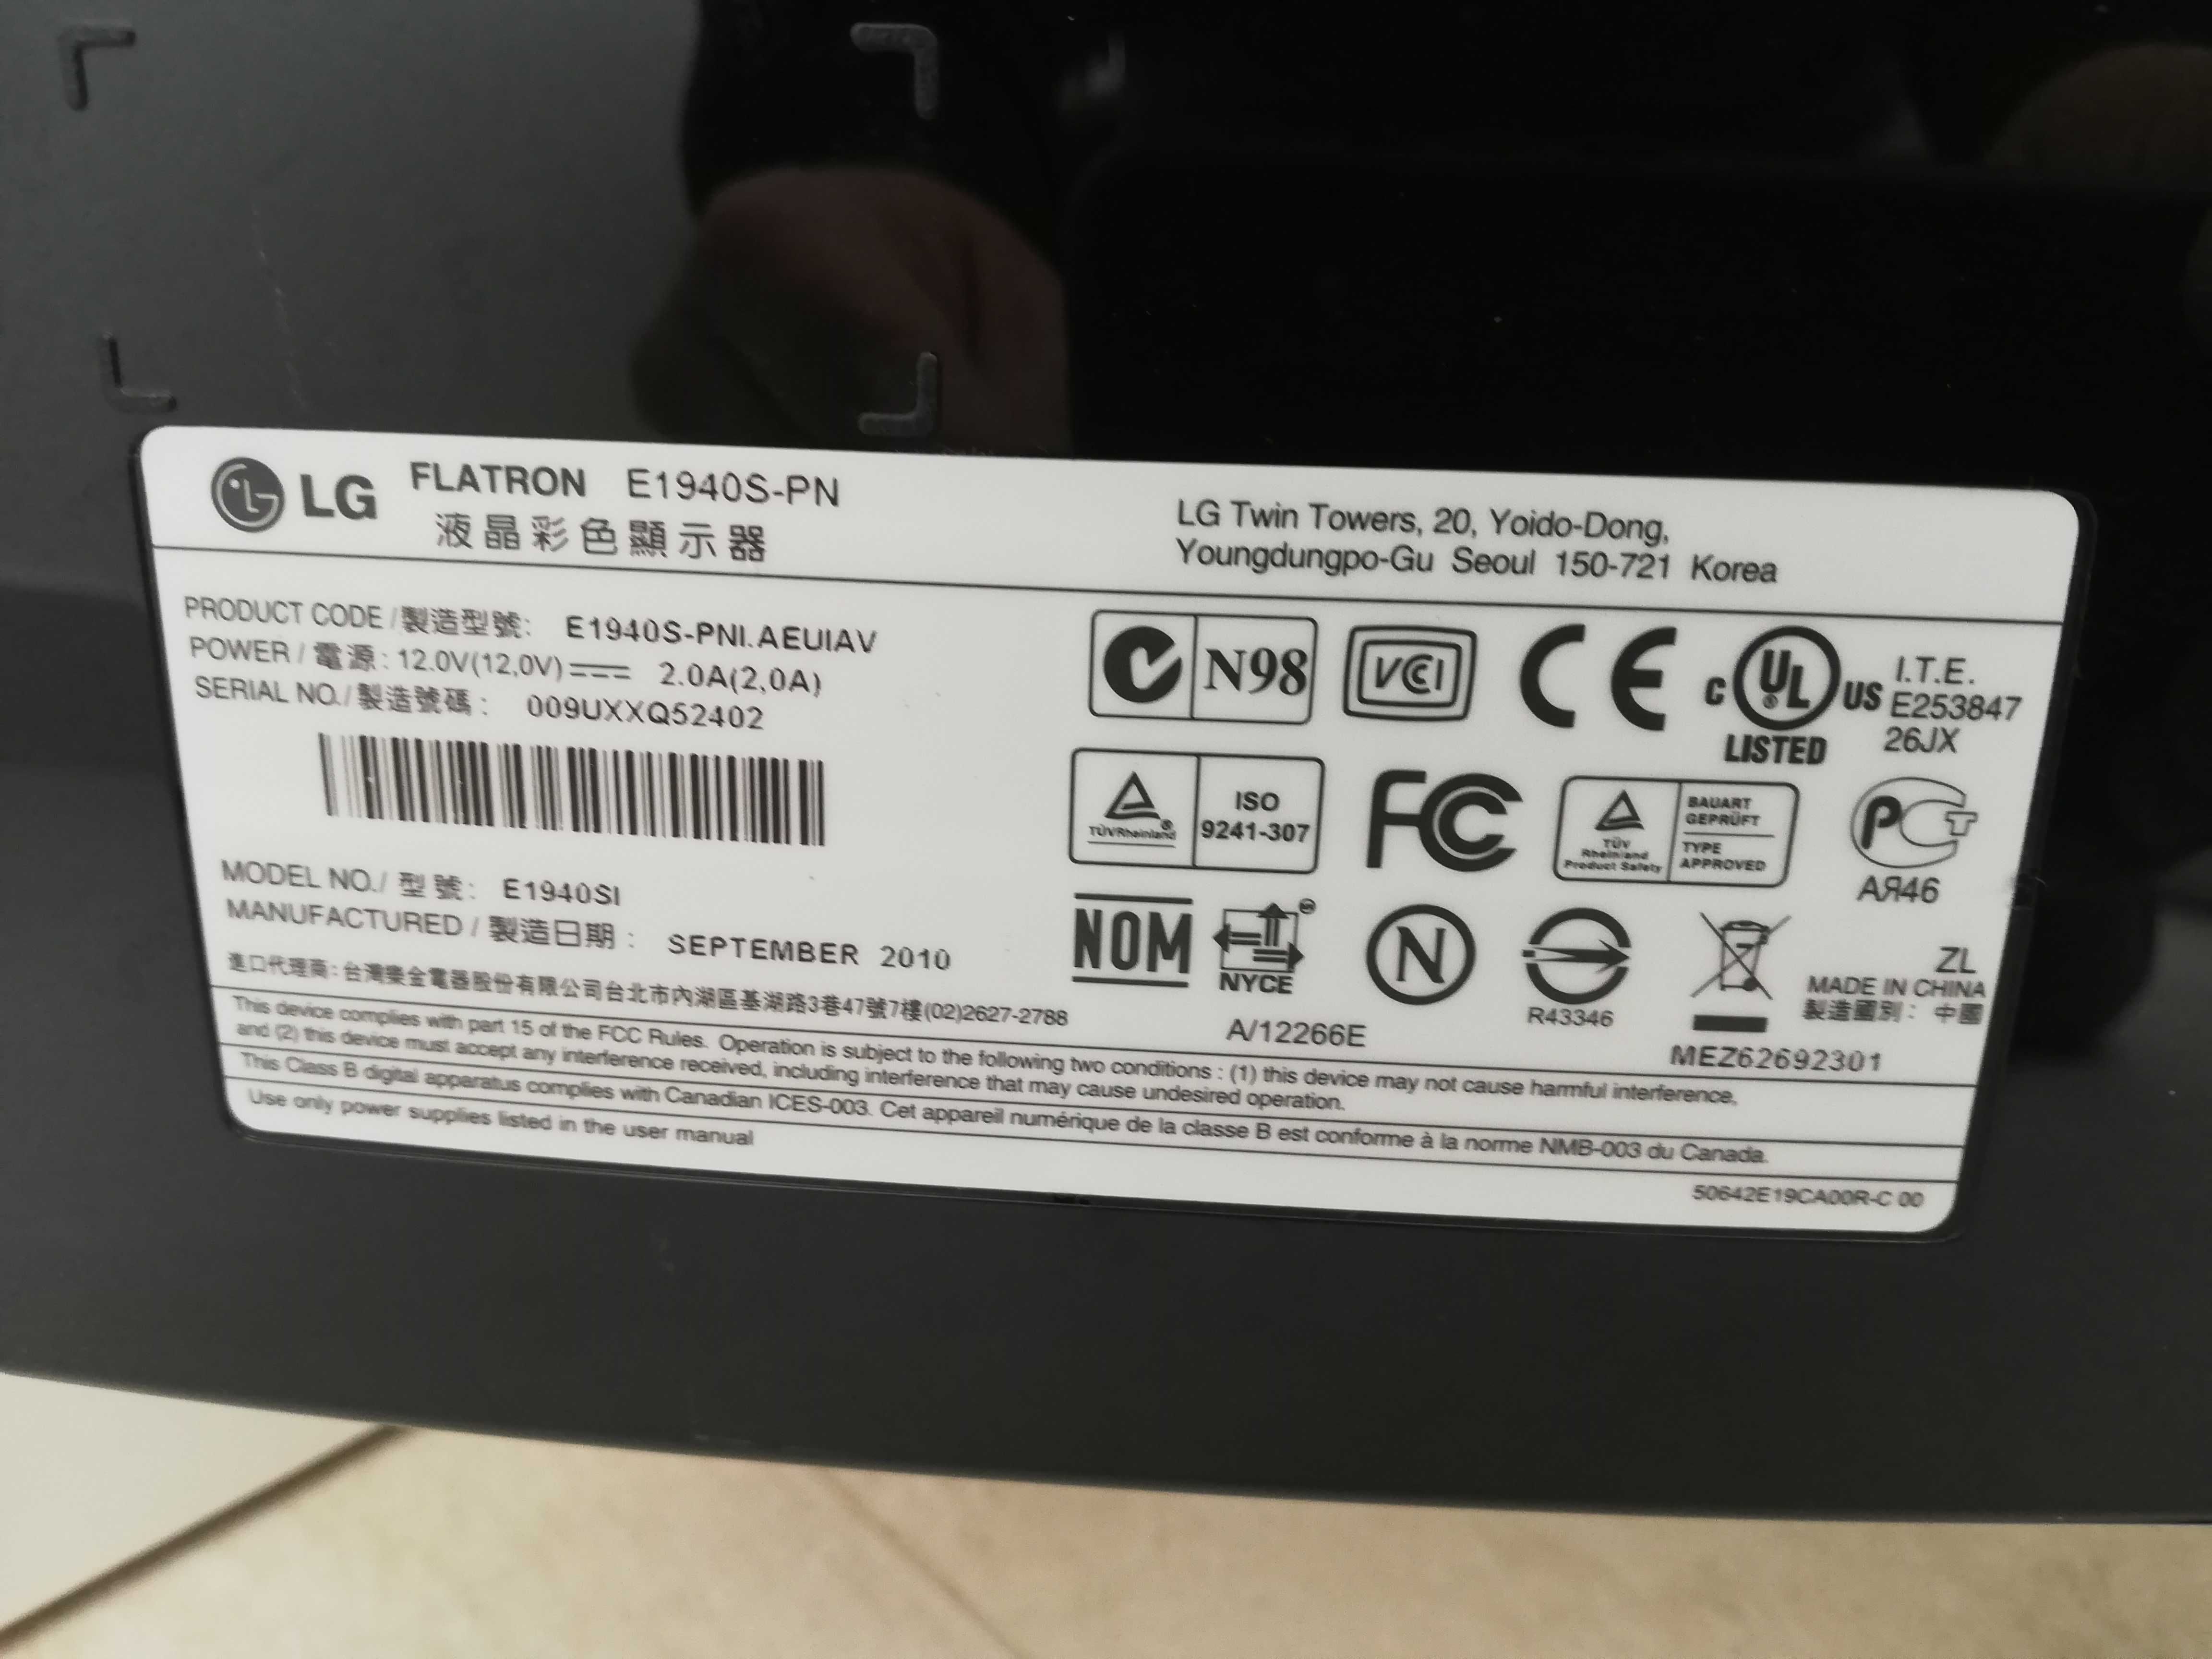 LG FLATRON E1940S-PN
液晶彩色顯示器
LG Twin Towers, 20, Yoido-Dong,
Youngdungpo-Gu Seoul 150-721 Korea
PRODUCT CODE /製造型號: E1940S-PNI.AEUIAV
POWER / 電源: 12.0V(12,0V) 2.0A(2,0A)
SERIAL NO./製造號碼: 009UXXQ52402
MODEL NO./ 型號: E1940SI
MANUFACTURED / 製造日期: SEPTEMBER 2010
進口代理商:台灣樂金電器股份有限公司台北市內湖區基湖路3巷47號7樓(02)2627-2788
N98
VCCI
CE
C UL ® US
LISTED
I.T.E.
E253847
26JX
TÜVRheinland ®
ISO
9241-307
FC
TÜV
Rheinland
Product Safety
BAUART
GEPRÜFT
TYPE
APPROVED
РСТ
АЯ46
NOM
NYCE
A/12266E
N
R43346
ZL
MADE IN CHINA
製造國別: 中國
MEZ62692301
This device complies with part 15 of the FCC Rules. Operation is subject to the following two conditions : (1) this device may not cause harmful interference,
and (2) this device must accept any interference received, including interference that may cause undesired operation.
This Class B digital apparatus complies with Canadian ICES-003. Cet appareil numérique de la classe B est conforme à la norme NMB-003 du Canada.
Use only power supplies listed in the user manual
50642E19CA00R-C 00